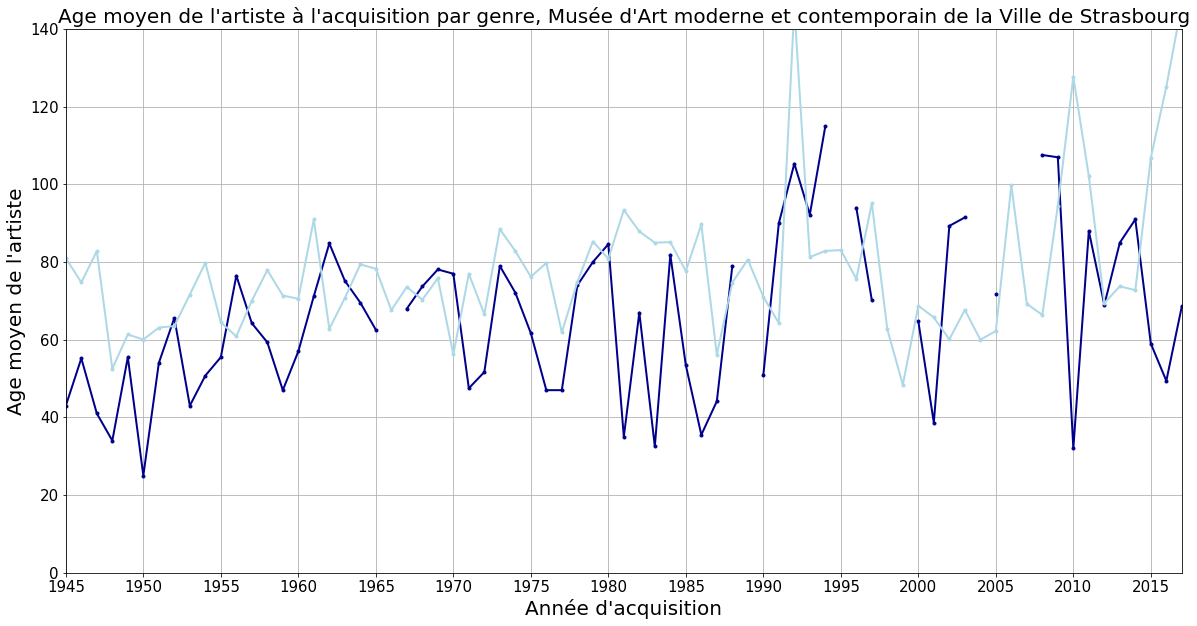 Age moyen de l'artiste à l'acquisition par genre, Musée d'Art moderne et contemporain de la Ville de Strasbourg
140
120
100
80
60
40
20
0
Age moyen de l'artiste
1945 1950 1955 1960 1965 1970 1975 1980 1985 1990 1995 2000 2005 2010 2015
Année d'acquisition